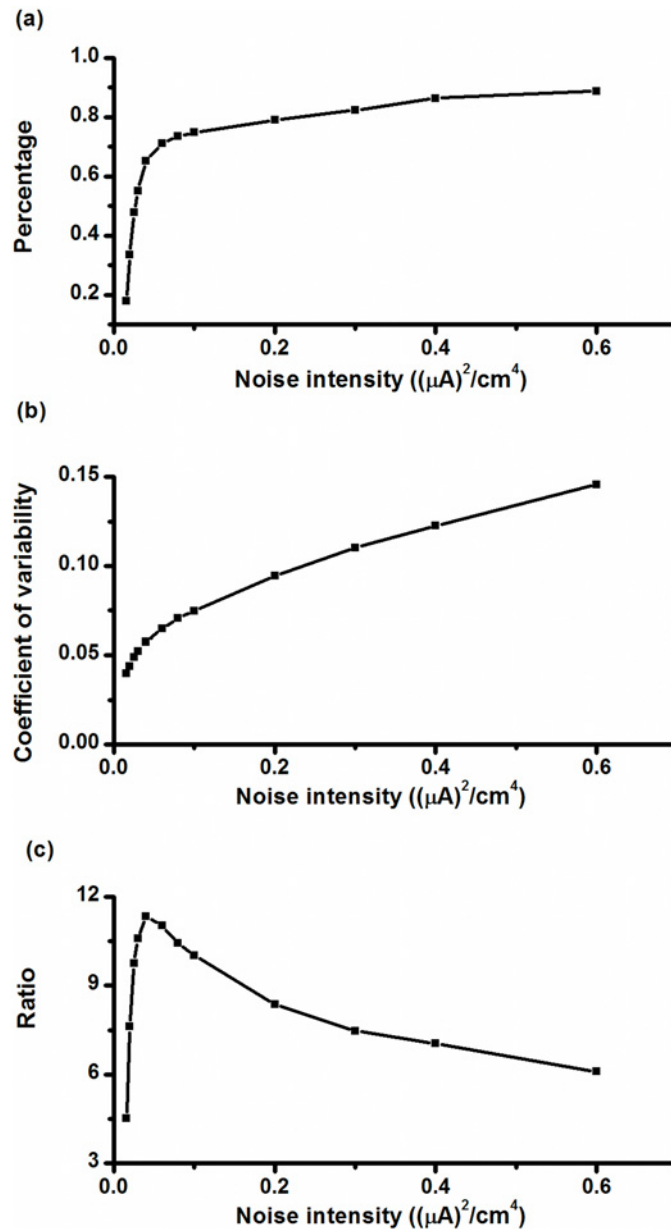 (a)
1.0
0.8
0.6
0.4
0.2
Percentage
0.0 0.2 0.4 0.6
Noise intensity ((μA)²/cm⁴)
(b)
0.15
0.10
0.05
0.00
Coefficient of variability
0.0 0.2 0.4 0.6
Noise intensity ((μA)²/cm⁴)
(c)
12
9
6
3
Ratio
0.0 0.2 0.4 0.6
Noise intensity ((μA)²/cm⁴)